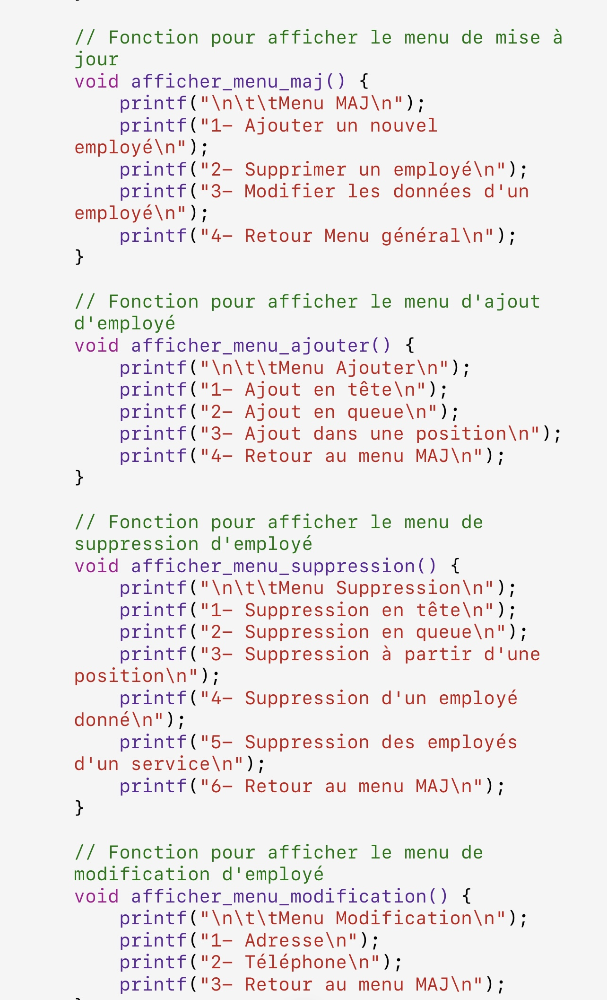 // Fonction pour afficher le menu de mise à
jour
void afficher_menu_maj() {
    printf("\n\t\tMenu MAJ\n");
    printf("1- Ajouter un nouvel
employé\n");
    printf("2- Supprimer un employé\n");
    printf("3- Modifier les données d'un
employé\n");
    printf("4- Retour Menu général\n");
}

// Fonction pour afficher le menu d'ajout
d'employé
void afficher_menu_ajouter() {
    printf("\n\t\tMenu Ajouter\n");
    printf("1- Ajout en tête\n");
    printf("2- Ajout en queue\n");
    printf("3- Ajout dans une position\n");
    printf("4- Retour au menu MAJ\n");
}

// Fonction pour afficher le menu de
suppression d'employé
void afficher_menu_suppression() {
    printf("\n\t\tMenu Suppression\n");
    printf("1- Suppression en tête\n");
    printf("2- Suppression en queue\n");
    printf("3- Suppression à partir d'une
position\n");
    printf("4- Suppression d'un employé
donné\n");
    printf("5- Suppression des employés
d'un service\n");
    printf("6- Retour au menu MAJ\n");
}

// Fonction pour afficher le menu de
modification d'employé
void afficher_menu_modification() {
    printf("\n\t\tMenu Modification\n");
    printf("1- Adresse\n");
    printf("2- Téléphone\n");
    printf("3- Retour au menu MAJ\n");